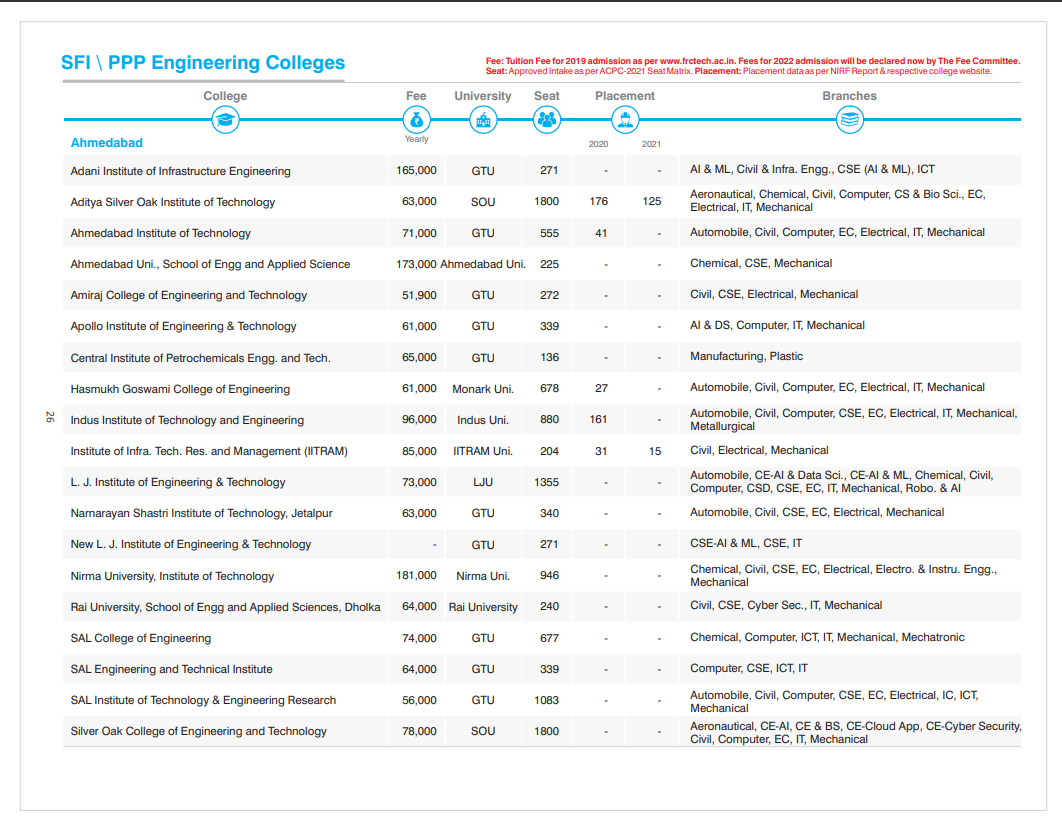 SFI \ PPP Engineering Colleges
Fee: Tuition Fee for 2019 admission as per www.frctech.ac.in. Fees for 2022 admission will be declared now by The Fee Committee.
Seat: Approved Intake as per ACPC-2021 Seat Matrix. Placement: Placement data as per NIRF Report & respective college website.
College Fee University Seat Placement Branches
Ahmedabad Yearly 2020 2021
Adani Institute of Infrastructure Engineering 165,000 GTU 271 - - AI & ML, Civil & Infra. Engg., CSE (AI & ML), ICT
Aditya Silver Oak Institute of Technology 63,000 SOU 1800 176 125 Aeronautical, Chemical, Civil, Computer, CS & Bio Sci., EC,
Electrical, IT, Mechanical
Ahmedabad Institute of Technology 71,000 GTU 555 41 - Automobile, Civil, Computer, EC, Electrical, IT, Mechanical
Ahmedabad Uni., School of Engg and Applied Science 173,000 Ahmedabad Uni. 225 - - Chemical, CSE, Mechanical
Amiraj College of Engineering and Technology 51,900 GTU 272 - - Civil, CSE, Electrical, Mechanical
Apollo Institute of Engineering & Technology 61,000 GTU 339 - - AI & DS, Computer, IT, Mechanical
Central Institute of Petrochemicals Engg. and Tech. 65,000 GTU 136 - - Manufacturing, Plastic
Hasmukh Goswami College of Engineering 61,000 Monark Uni. 678 27 - Automobile, Civil, Computer, EC, Electrical, IT, Mechanical
Indus Institute of Technology and Engineering 96,000 Indus Uni. 880 161 - Automobile, Civil, Computer, CSE, EC, Electrical, IT, Mechanical,
Metallurgical
Institute of Infra. Tech. Res. and Management (IITRAM) 85,000 IITRAM Uni. 204 31 15 Civil, Electrical, Mechanical
L. J. Institute of Engineering & Technology 73,000 LJU 1355 - - Automobile, CE-AI & Data Sci., CE-AI & ML, Chemical, Civil,
Computer, CSD, CSE, EC, IT, Mechanical, Robo. & AI
Narnarayan Shastri Institute of Technology, Jetalpur 63,000 GTU 340 - - Automobile, Civil, CSE, EC, Electrical, Mechanical
New L. J. Institute of Engineering & Technology - GTU 271 - - CSE-AI & ML, CSE, IT
Nirma University, Institute of Technology 181,000 Nirma Uni. 946 - - Chemical, Civil, CSE, EC, Electrical, Electro. & Instru. Engg.,
Mechanical
Rai University, School of Engg and Applied Sciences, Dholka 64,000 Rai University 240 - - Civil, CSE, Cyber Sec., IT, Mechanical
SAL College of Engineering 74,000 GTU 677 - - Chemical, Computer, ICT, IT, Mechanical, Mechatronic
SAL Engineering and Technical Institute 64,000 GTU 339 - - Computer, CSE, ICT, IT
SAL Institute of Technology & Engineering Research 56,000 GTU 1083 - - Automobile, Civil, Computer, CSE, EC, Electrical, IC, ICT,
Mechanical
Silver Oak College of Engineering and Technology 78,000 SOU 1800 - - Aeronautical, CE-AI, CE & BS, CE-Cloud App, CE-Cyber Security,
Civil, Computer, EC, IT, Mechanical
26